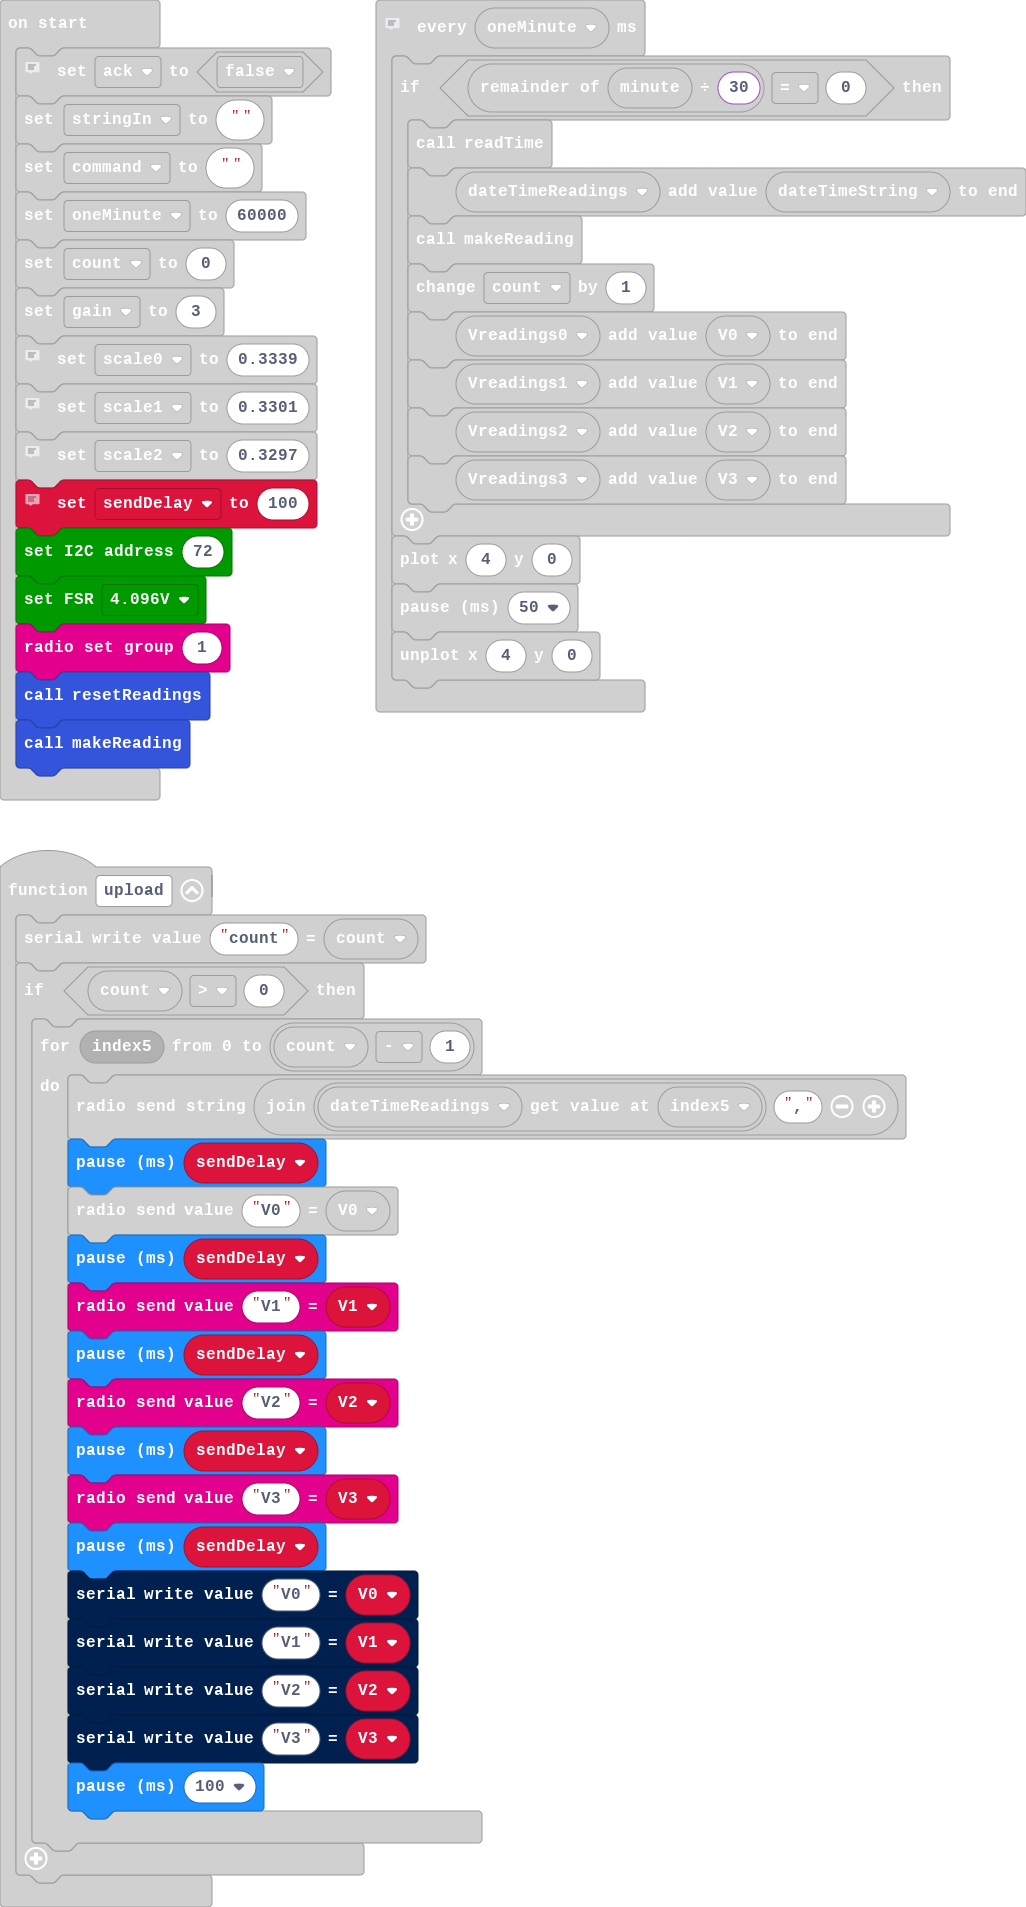 on start
set ack to false
set stringIn to " "
set command to " "
set oneMinute to 60000
set count to 0
set gain to 3
set scale0 to 0.3339
set scale1 to 0.3301
set scale2 to 0.3297
set sendDelay to 100
set I2C address 72
set FSR 4.096V
radio set group 1
call resetReadings
call makeReading
every oneMinute ms
if remainder of minute ÷ 30 = 0 then
call readTime
dateTimeReadings add value dateTimeString to end
call makeReading
change count by 1
Vreadings0 add value V0 to end
Vreadings1 add value V1 to end
Vreadings2 add value V2 to end
Vreadings3 add value V3 to end
plot x 4 y 0
pause (ms) 50
unplot x 4 y 0
function upload
serial write value "count" = count
if count > 0 then
for index5 from 0 to count - 1
do
radio send string join dateTimeReadings get value at index5 ","
pause (ms) sendDelay
radio send value "V0" = V0
pause (ms) sendDelay
radio send value "V1" = V1
pause (ms) sendDelay
radio send value "V2" = V2
pause (ms) sendDelay
radio send value "V3" = V3
pause (ms) sendDelay
serial write value "V0" = V0
serial write value "V1" = V1
serial write value "V2" = V2
serial write value "V3" = V3
pause (ms) 100